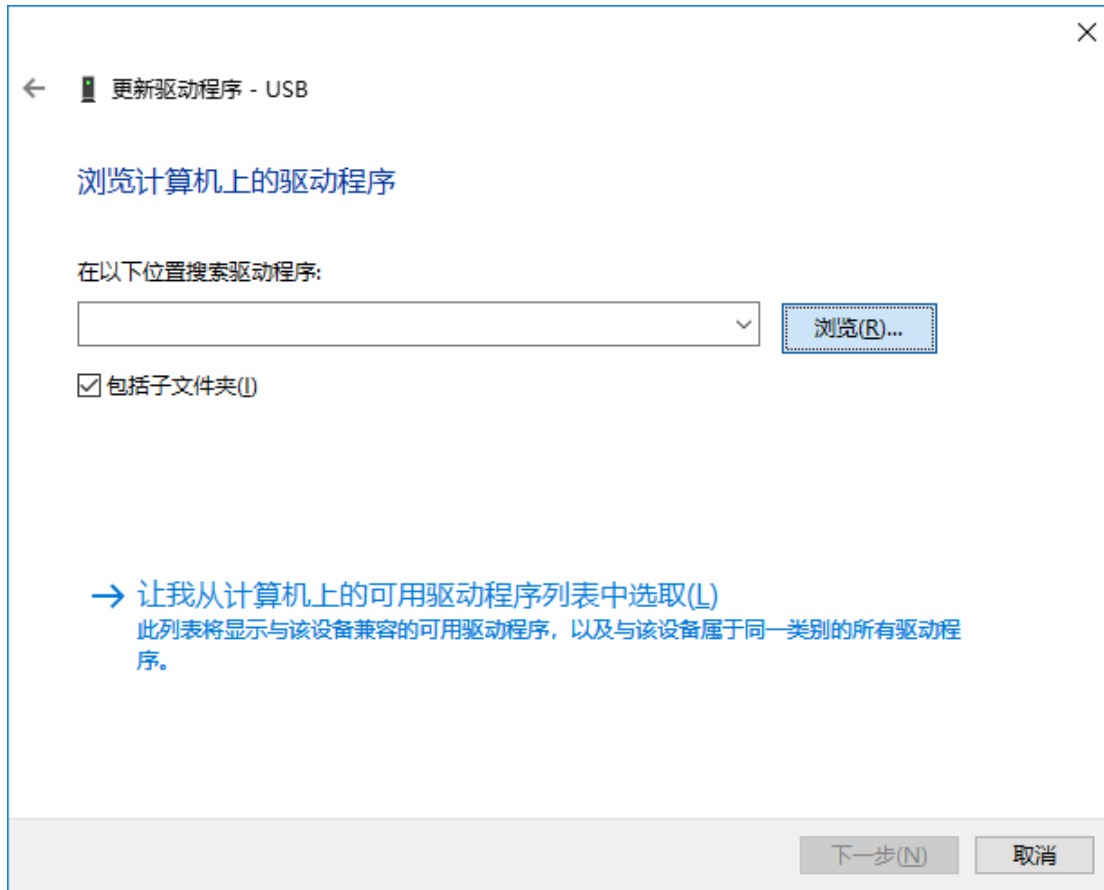 更新驱动程序 - USB
浏览计算机上的驱动程序
在以下位置搜索驱动程序:
浏览(R)...
包括子文件夹(I)
让我从计算机上的可用驱动程序列表中选取(L)
此列表将显示与该设备兼容的可用驱动程序，以及与该设备属于同一类别的所有驱动程
序。
下一步(N)
取消